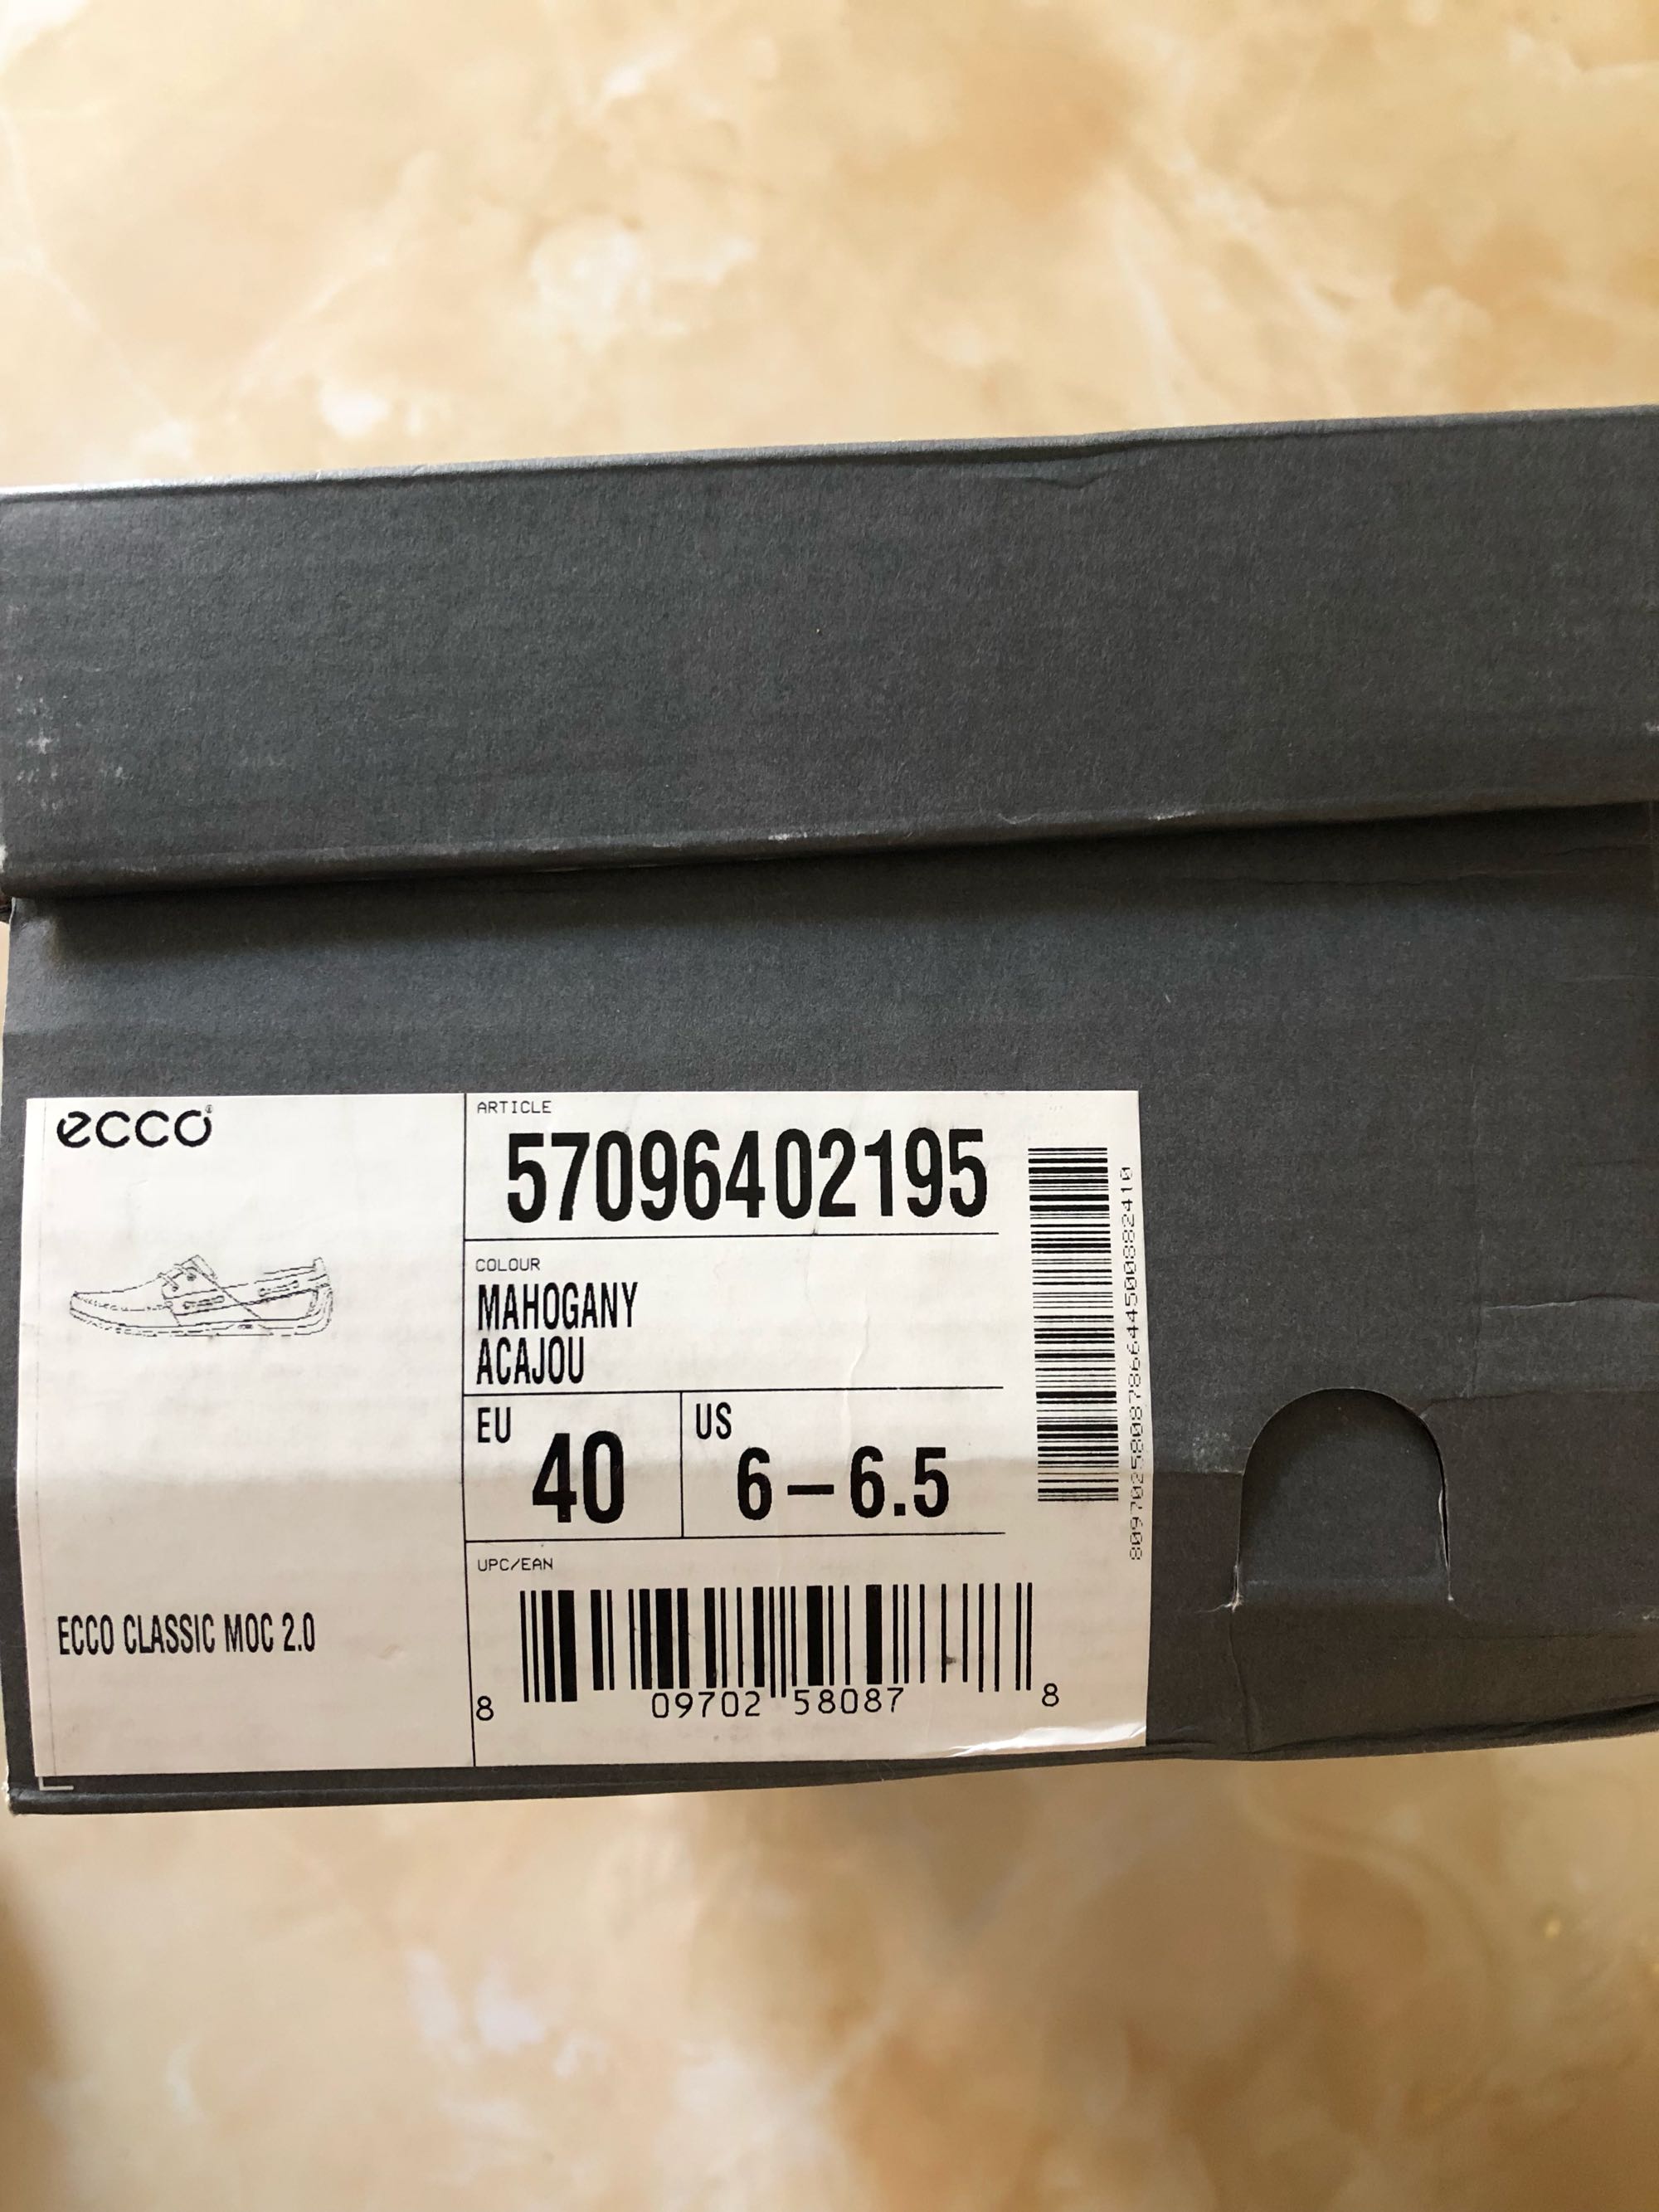 ecco
ARTICLE
57096402195
COLOUR
MAHOGANY
ACAJOU
EU
40
US
6-6.5
UPC/EAN
8 09702 58087 8
ECCO CLASSIC MOC 2.0